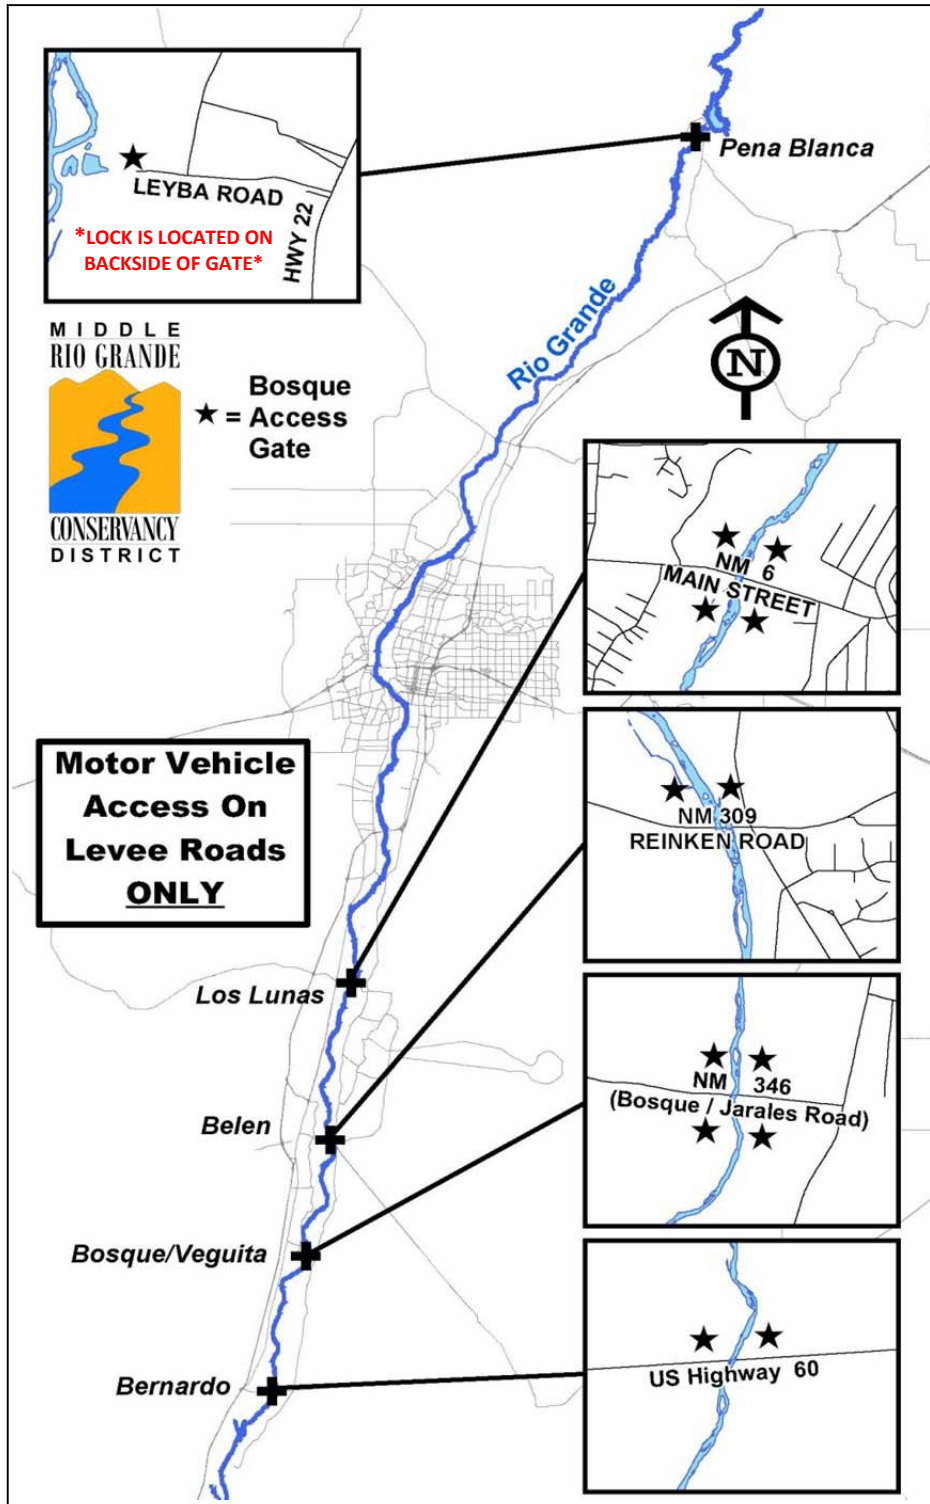 Pena Blanca
LEYBA ROAD
HWY 22
*LOCK IS LOCATED ON
BACKSIDE OF GATE*
Rio Grande
N
MIDDLE
RIO GRANDE
CONSERVANCY
DISTRICT
★ = Bosque
Access
Gate
NM 6
MAIN STREET
NM 309
REINKEN ROAD
Motor Vehicle
Access On
Levee Roads
ONLY
Los Lunas
NM 346
(Bosque / Jarales Road)
Belen
Bosque/Veguita
US Highway 60
Bernardo